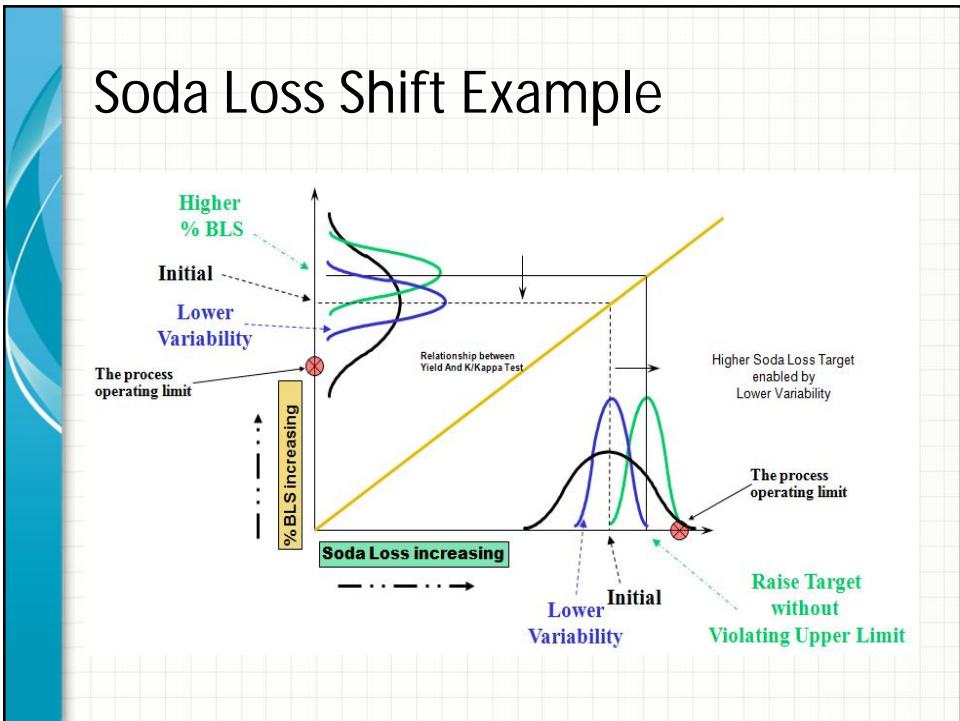 Soda Loss Shift Example
Higher
% BLS
Initial
Lower
Variability
The process
operating limit
% BLS increasing
Relationship between
Yield And K/Kappa Test
Higher Soda Loss Target
enabled by
Lower Variability
The process
operating limit
Soda Loss increasing
Lower
Variability
Initial
Raise Target
without
Violating Upper Limit